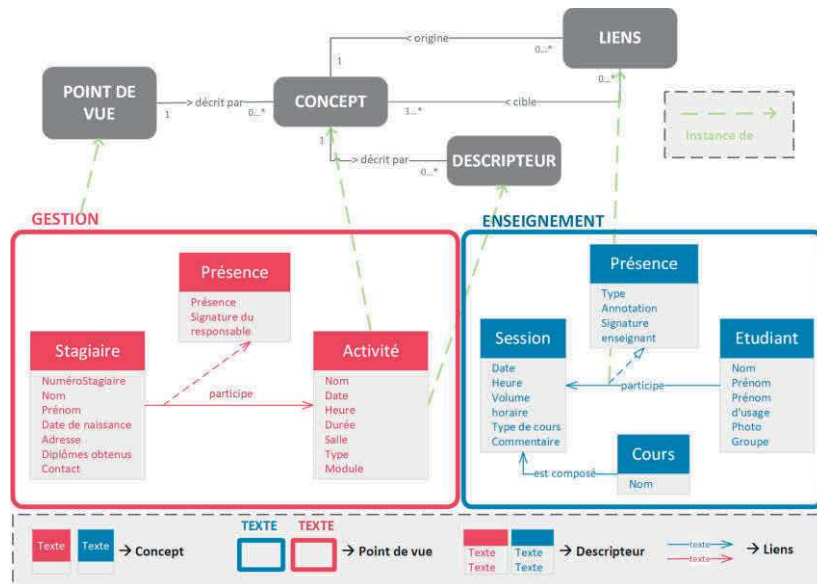 LIENS
< origine
1
0...*
0...*
POINT DE
VUE
> décrit par
1
0...*
CONCEPT
1...*
< cible
1
> décrit par
0...*
DESCRIPTEUR
Instance de
GESTION
Présence
Présence
Signature du
responsable
Stagiaire
NuméroStagiaire
Nom
Prénom
Date de naissance
Adresse
Diplômes obtenus
Contact
participe
Activité
Nom
Date
Heure
Durée
Salle
Type
Module
ENSEIGNEMENT
Présence
Type
Annotation
Signature
enseignant
Session
Date
Heure
Volume
horaire
Type de cours
Commentaire
participe
Etudiant
Nom
Prénom
Prénom
d'usage
Photo
Groupe
est composé
Cours
Nom
Texte
Texte
→ Concept
TEXTE
TEXTE
→ Point de vue
Texte
Texte
Texte
Texte
→ Descripteur
texte
texte
→ Liens